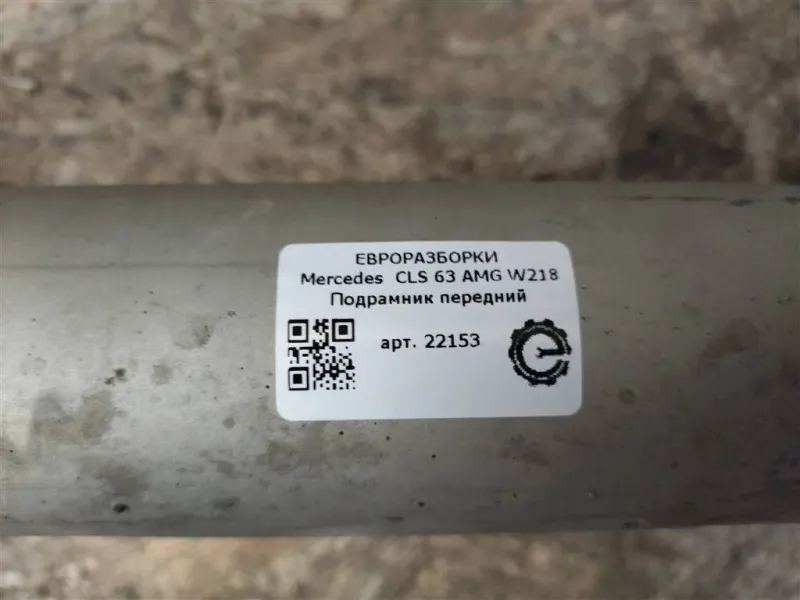 ЕВРОРАЗБОРКИ
Mercedes CLS 63 AMG W218
Подрамник передний
арт. 22153